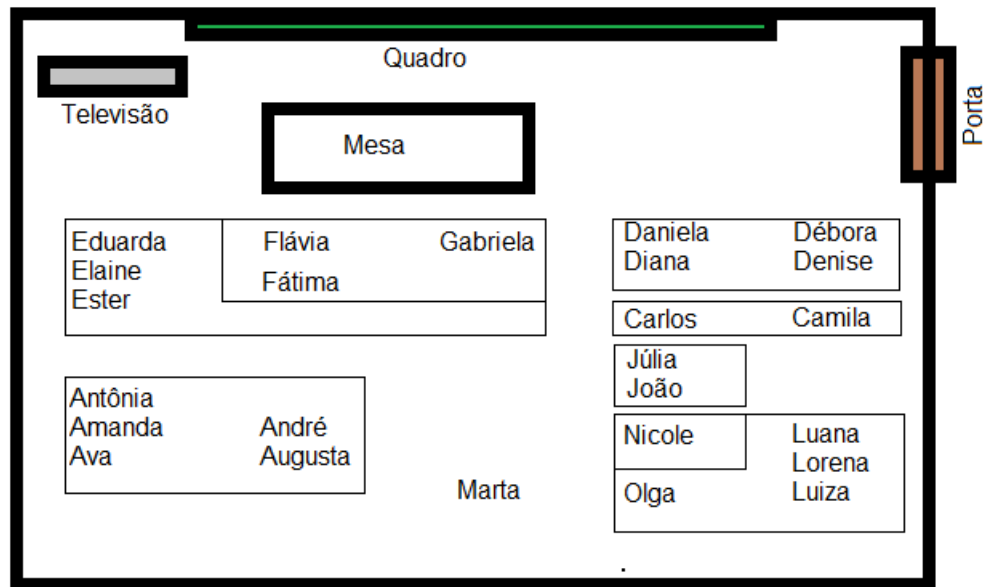 Quadro
Televisão
Mesa
Porta
Eduarda
Elaine
Ester
Flávia
Fátima
Gabriela
Daniela Débora
Diana Denise
Carlos Camila
Júlia
João
Antônia
Amanda André
Ava Augusta
Marta
Nicole
Olga
Luana
Lorena
Luiza
.